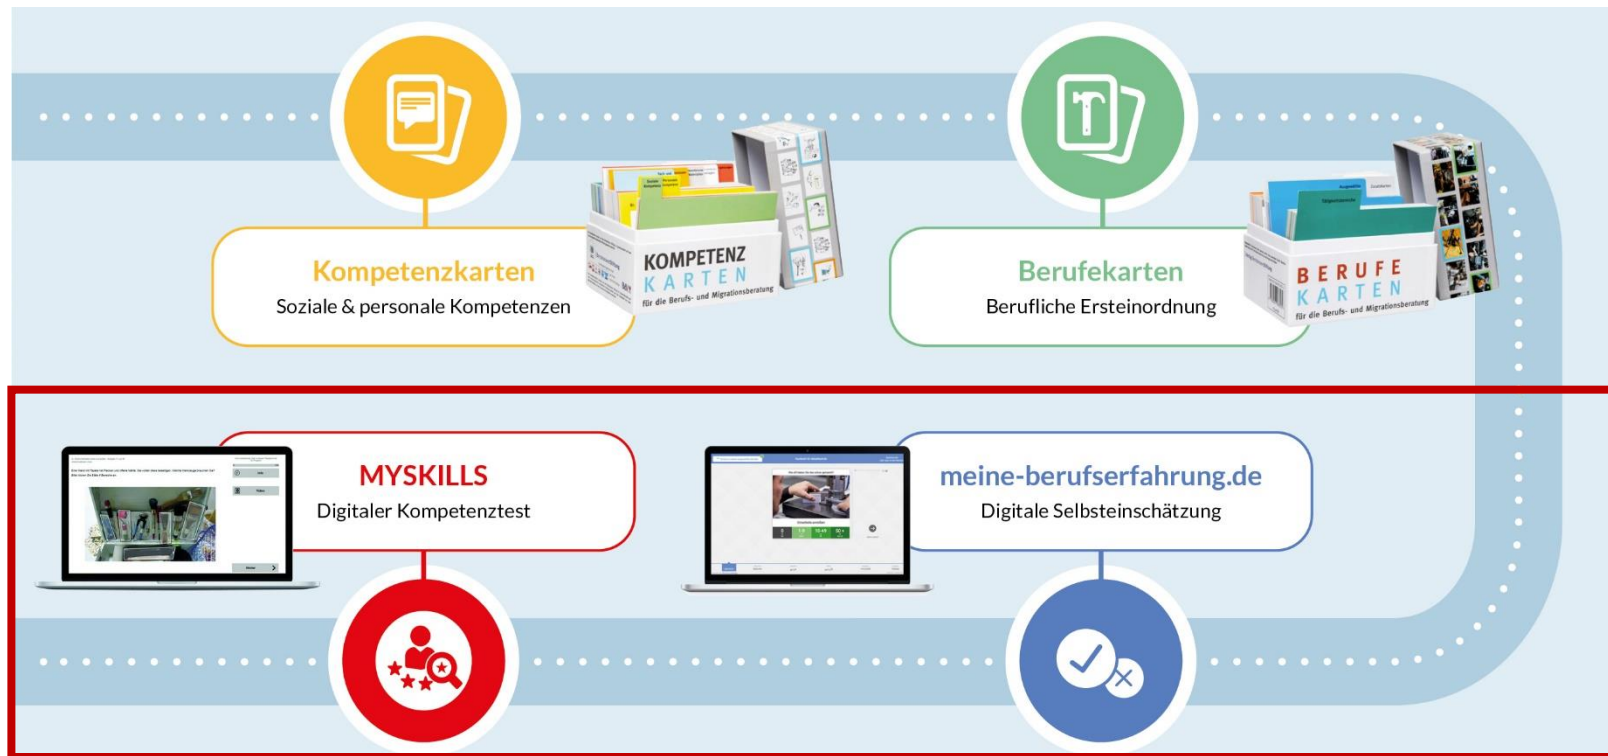 Kompetenzkarten
Soziale & personale Kompetenzen
KOMPETENZ
KARTEN
für die Berufs- und Migrationsberatung
Berufekarten
Berufliche Ersteinordnung
BERUFE
KARTEN
für die Berufs- und Migrationsberatung
MYSKILLS
Digitaler Kompetenztest
meine-berufserfahrung.de
Digitale Selbsteinschätzung